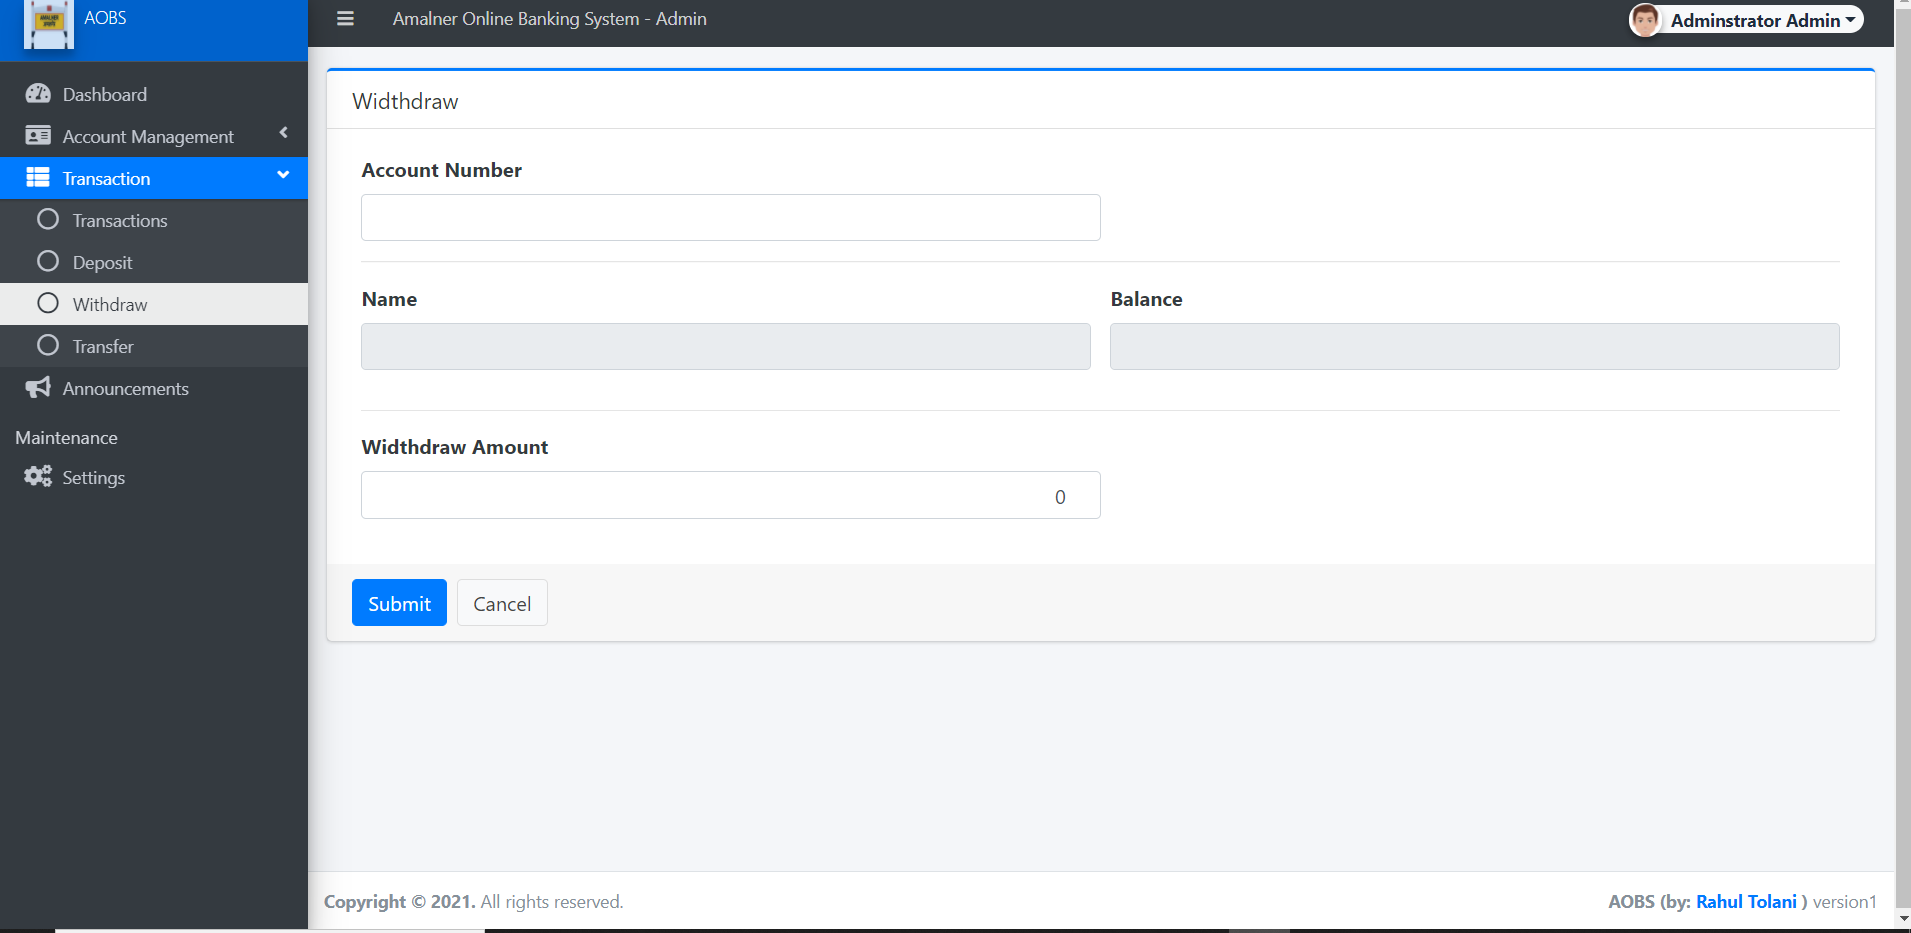 AOBS
Amalner Online Banking System - Admin
Adminstrator Admin
Dashboard
Account Management
Transaction
Transactions
Deposit
Withdraw
Transfer
Announcements
Maintenance
Settings
Widthdraw
Account Number
Name
Balance
Widthdraw Amount
0
Submit
Cancel
Copyright © 2021. All rights reserved.
AOBS (by: Rahul Tolani ) version1